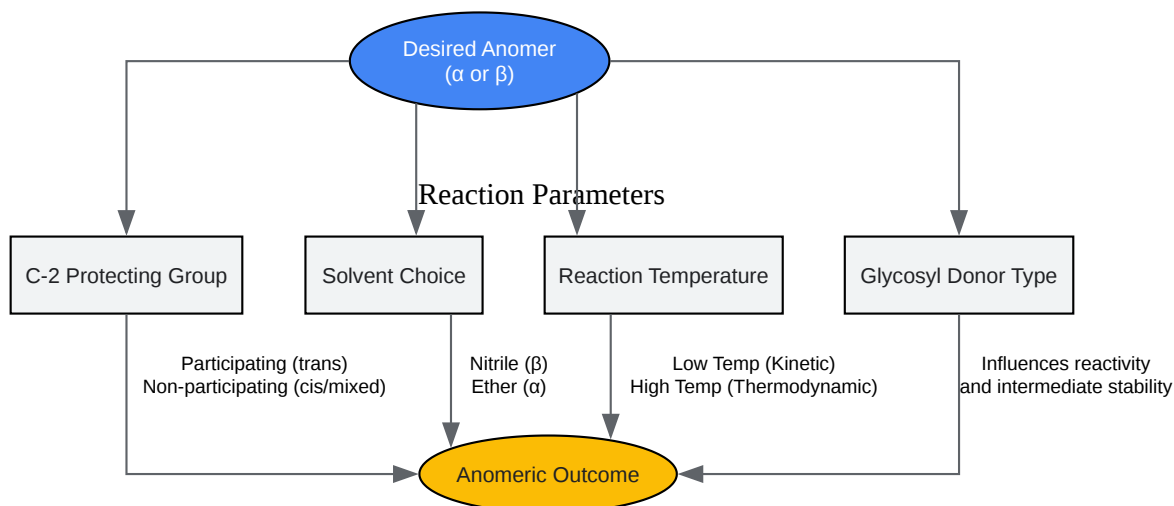 Desired Anomer
(α or β)
Reaction Parameters
C-2 Protecting Group
Solvent Choice
Reaction Temperature
Glycosyl Donor Type
Participating (trans)
Non-participating (cis/mixed)
Nitrile (β)
Ether (α)
Low Temp (Kinetic)
High Temp (Thermodynamic)
Influences reactivity
and intermediate stability
Anomeric Outcome